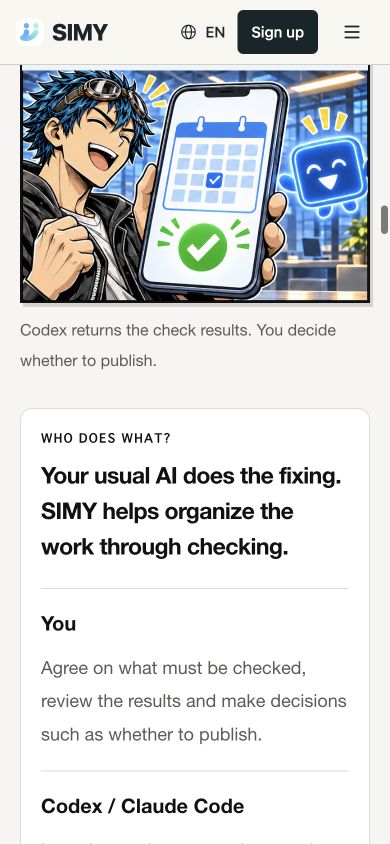 SIMY
EN
Sign up
Codex returns the check results. You decide
whether to publish.
WHO DOES WHAT?
Your usual AI does the fixing.
SIMY helps organize the
work through checking.
You
Agree on what must be checked,
review the results and make decisions
such as whether to publish.
Codex / Claude Code